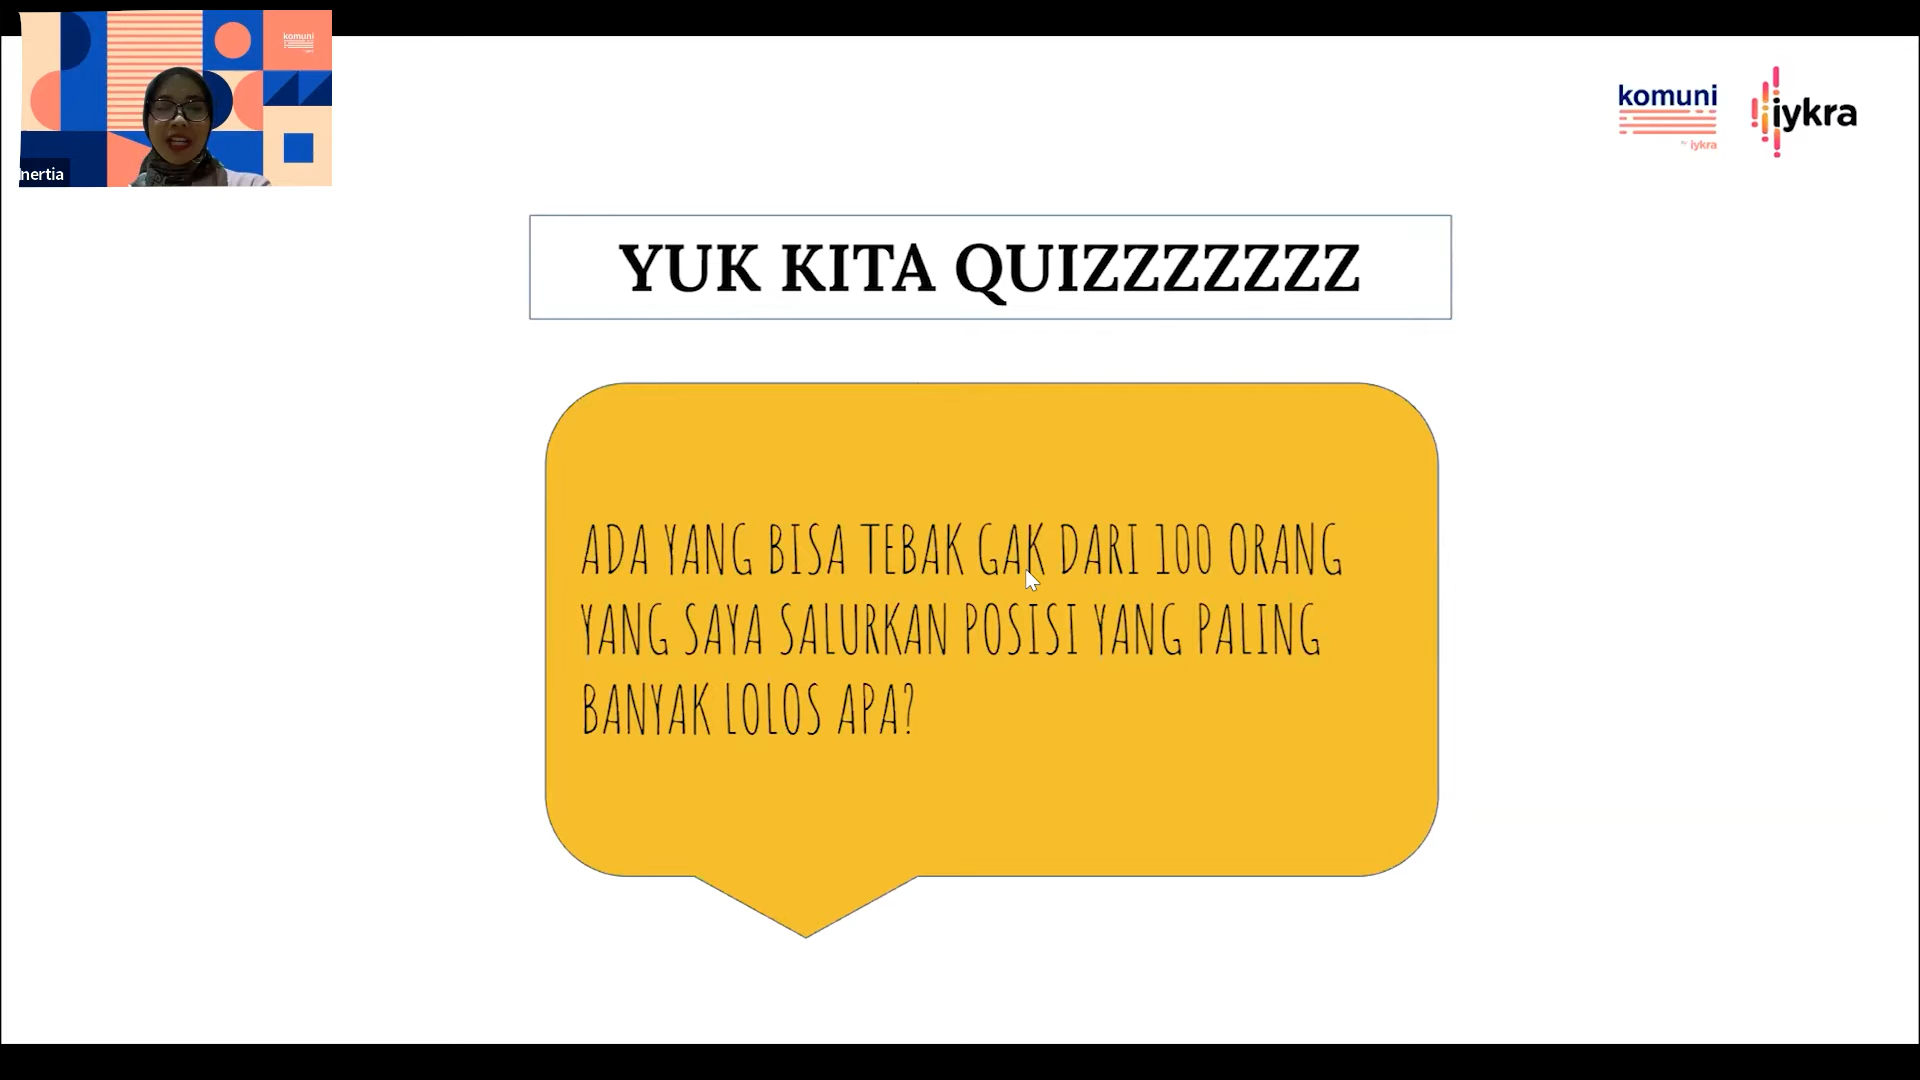 komuni
nertia
komuni
by iykra
iykra
YUK KITA QUIZZZZZZZ
ADA YANG BISA TEBAK GAK DARI 100 ORANG
YANG SAYA SALURKAN POSISI YANG PALING
BANYAK LOLOS APA?